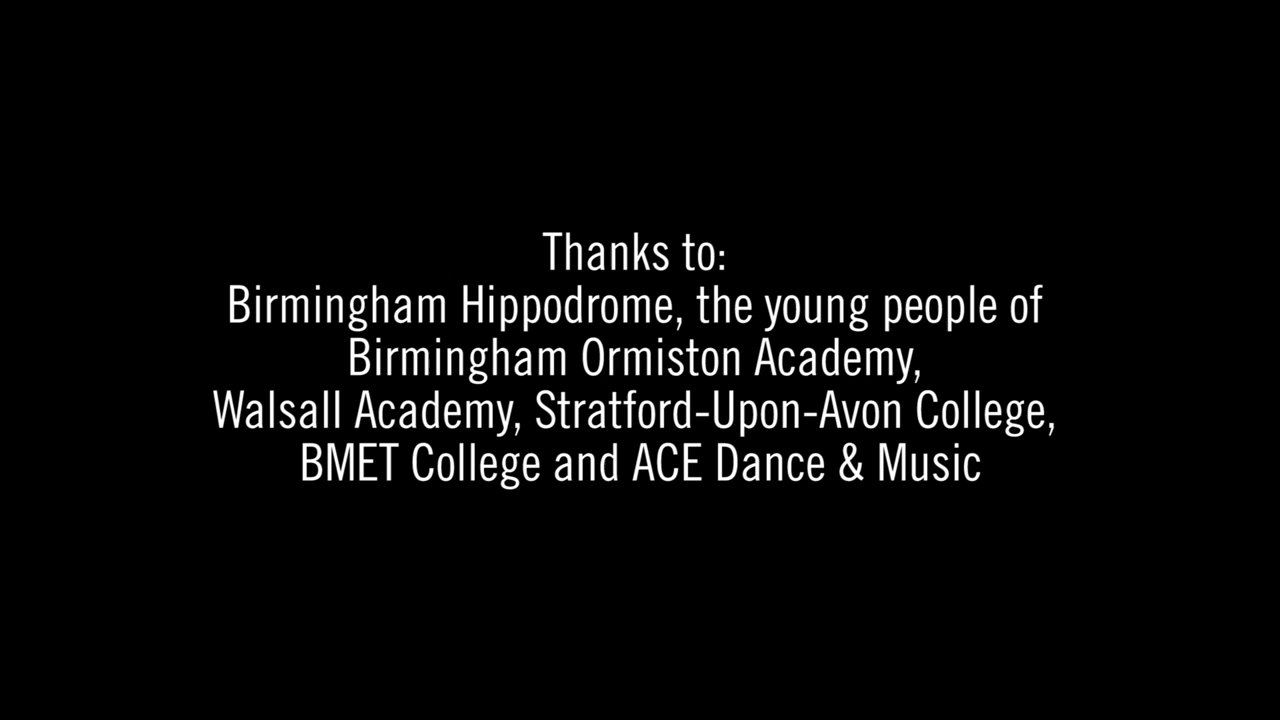 Thanks to:
Birmingham Hippodrome, the young people of
Birmingham Ormiston Academy,
Walsall Academy, Stratford-Upon-Avon College,
BMET College and ACE Dance & Music